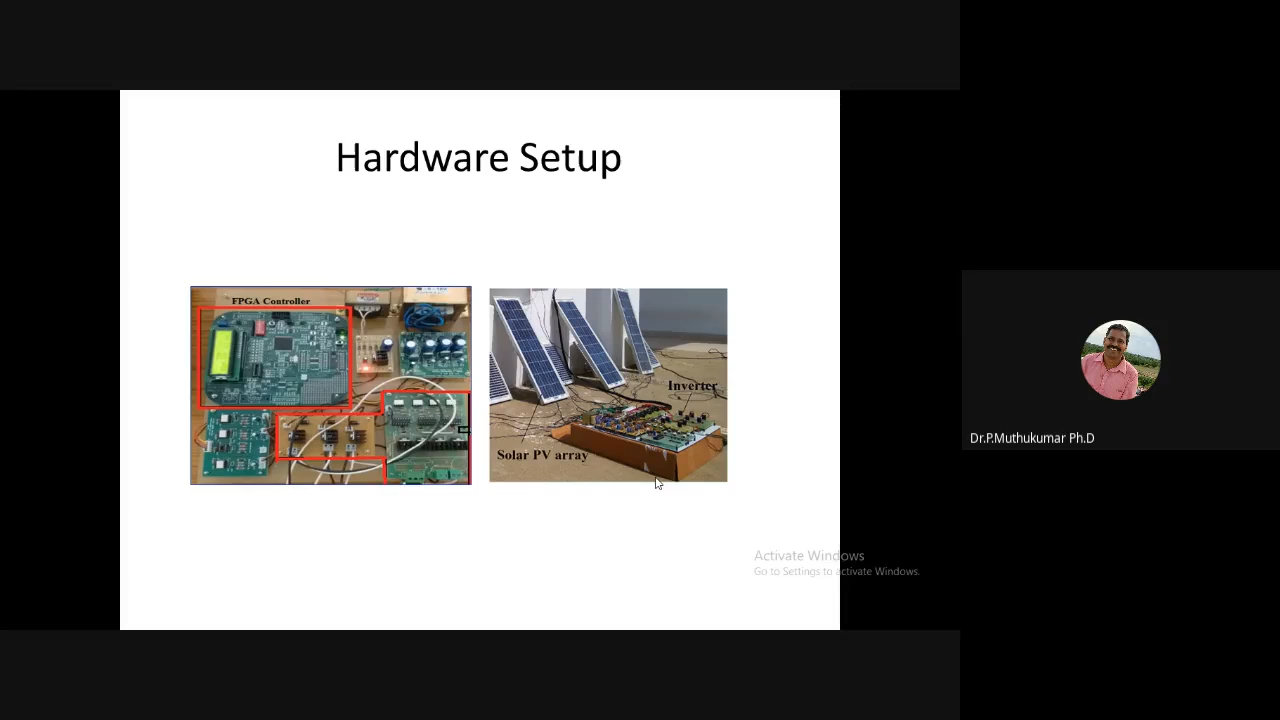 Hardware Setup
FPGA Controller
Inverter
Solar PV array
Activate Windows
Go to Settings to activate Windows.
Dr.P.Muthukumar Ph.D